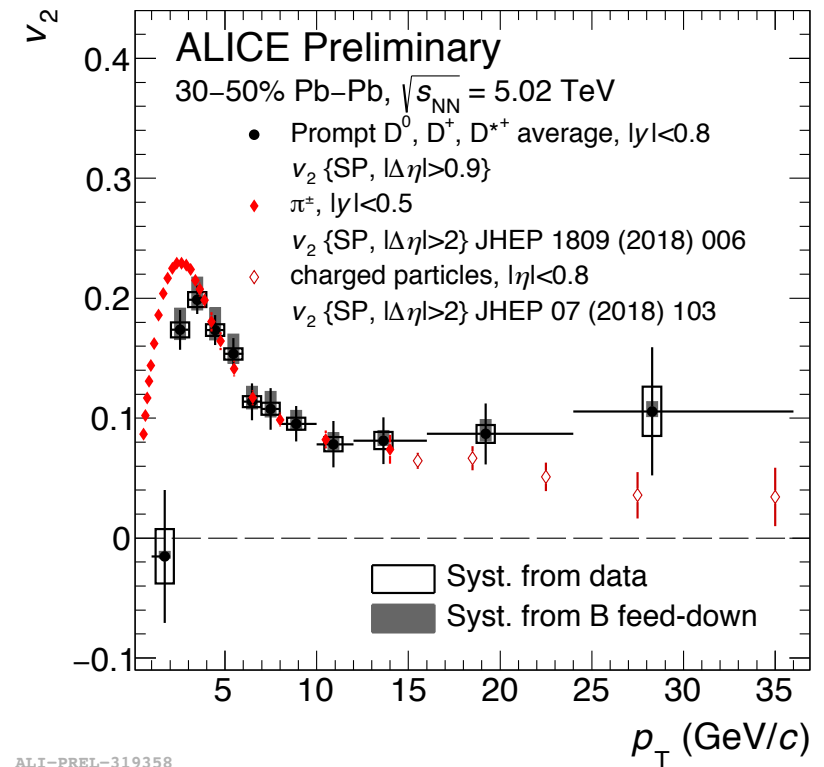 v₂
ALICE Preliminary
30−50% Pb−Pb, √s_NN = 5.02 TeV
Prompt D⁰, D⁺, D*⁺ average, |y|<0.8
v₂ {SP, |Δη|>0.9}
π±, |y|<0.5
v₂ {SP, |Δη|>2} JHEP 1809 (2018) 006
charged particles, |η|<0.8
v₂ {SP, |Δη|>2} JHEP 07 (2018) 103
0.4
0.3
0.2
0.1
0
−0.1
Syst. from data
Syst. from B feed-down
5 10 15 20 25 30 35
p_T (GeV/c)
ALI−PREL−319358